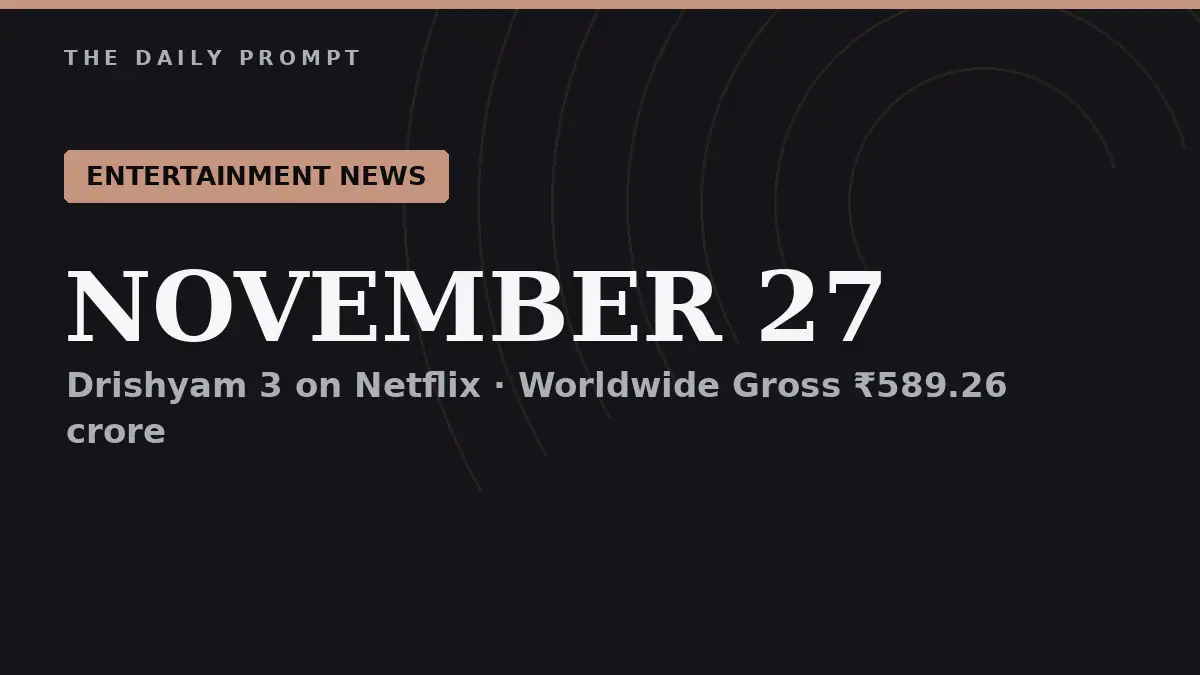 THE DAILY PROMPT
ENTERTAINMENT NEWS
NOVEMBER 27
Drishyam 3 on Netflix · Worldwide Gross ₹589.26
crore